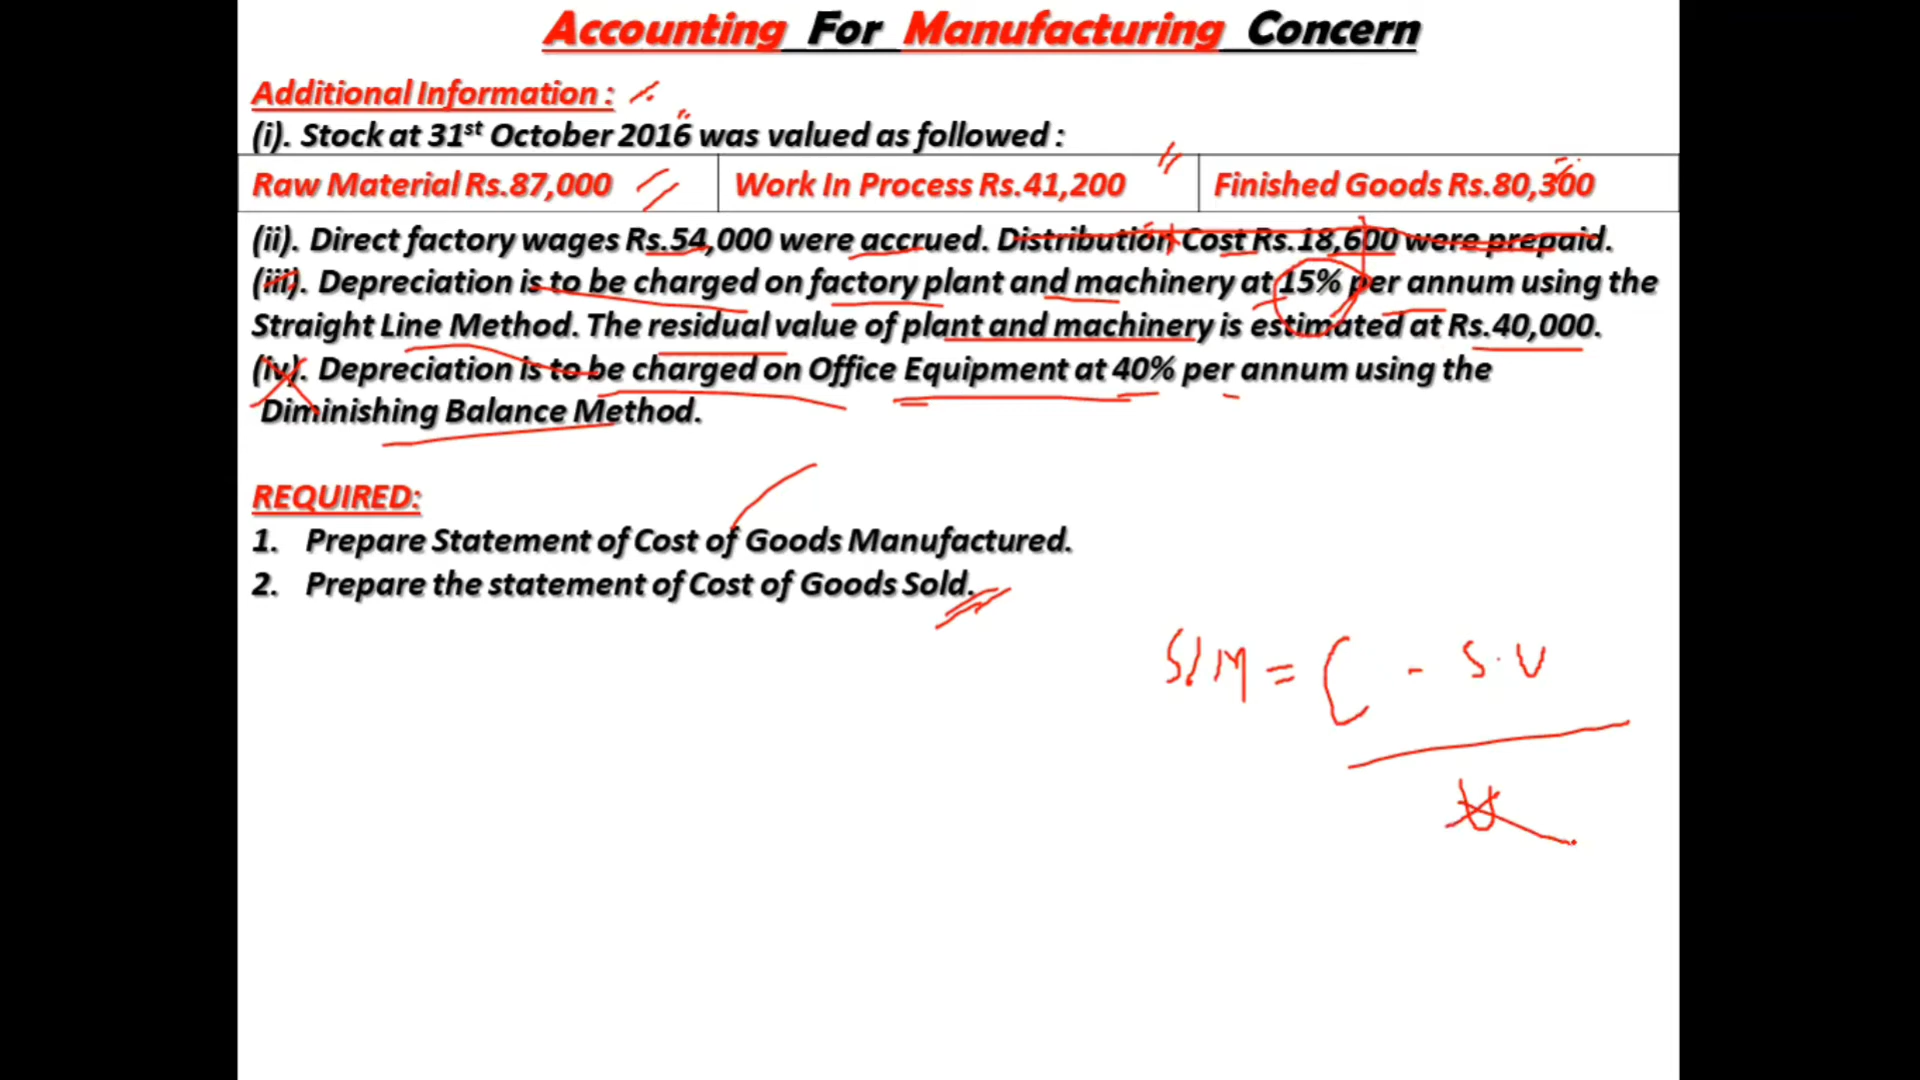 Accounting For Manufacturing Concern
Additional Information :
(i). Stock at 31st October 2016 was valued as followed :
Raw Material Rs.87,000 Work In Process Rs.41,200 Finished Goods Rs.80,300
(ii). Direct factory wages Rs.54,000 were accrued. Distribution Cost Rs.18,600 were prepaid.
(iii). Depreciation is to be charged on factory plant and machinery at 15% per annum using the
Straight Line Method. The residual value of plant and machinery is estimated at Rs.40,000.
(iv). Depreciation is to be charged on Office Equipment at 40% per annum using the
Diminishing Balance Method.
REQUIRED:
1. Prepare Statement of Cost of Goods Manufactured.
2. Prepare the statement of Cost of Goods Sold.
= C - S.V